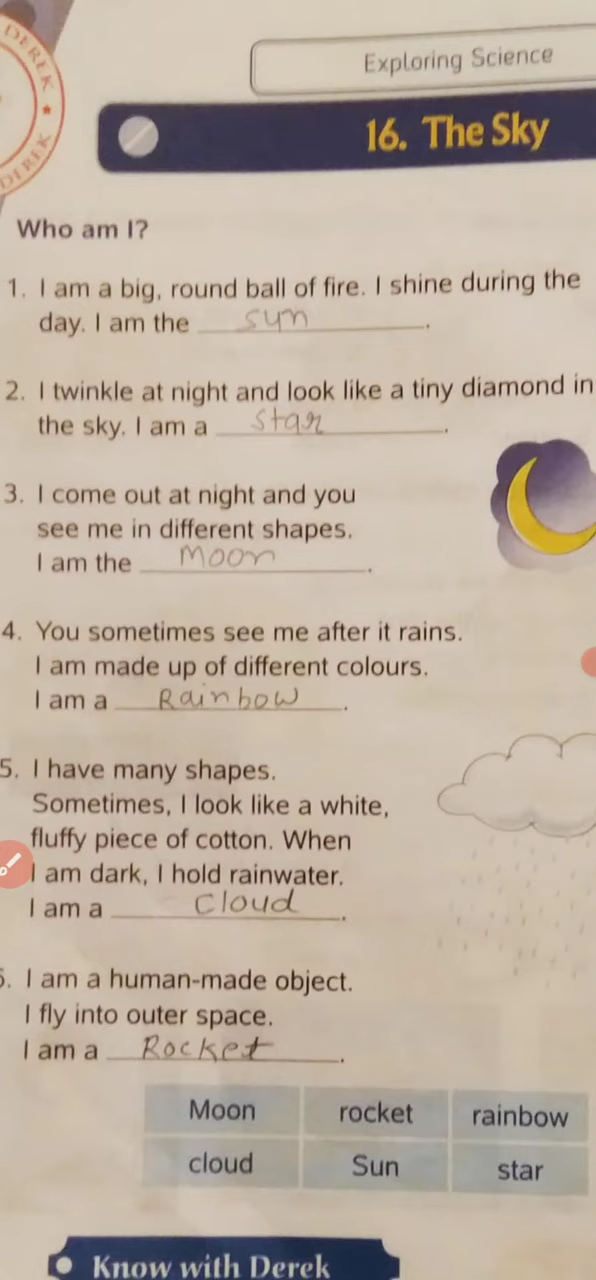 DEREK
DEREK
Exploring Science
16. The Sky
Who am I?
1. I am a big, round ball of fire. I shine during the
day. I am the sun.
2. I twinkle at night and look like a tiny diamond in
the sky. I am a star.
3. I come out at night and you
see me in different shapes.
I am the Moon.
4. You sometimes see me after it rains.
I am made up of different colours.
I am a Rainbow.
5. I have many shapes.
Sometimes, I look like a white,
fluffy piece of cotton. When
I am dark, I hold rainwater.
I am a cloud.
6. I am a human-made object.
I fly into outer space.
I am a Rocket.
Moon rocket rainbow
cloud Sun star
Know with Derek